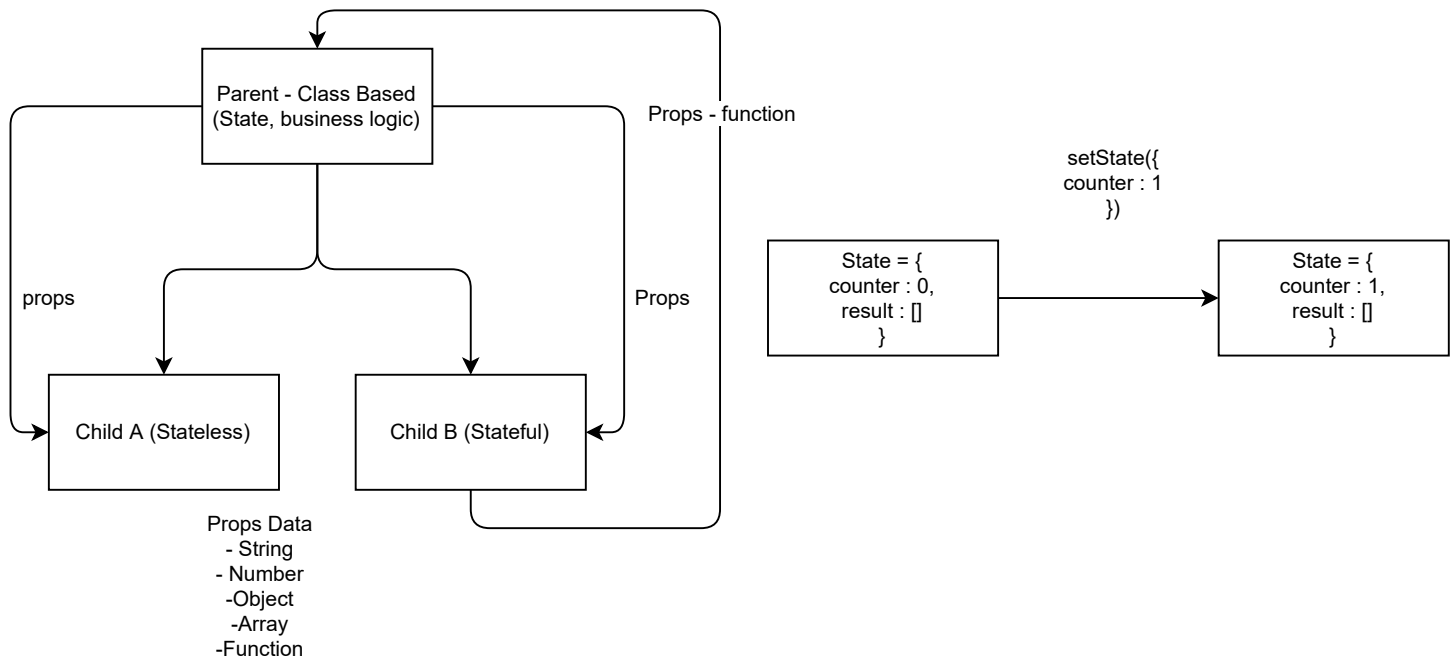 Parent - Class Based
(State, business logic)
Props - function
props
Props
Child A (Stateless)
Child B (Stateful)
Props Data
- String
- Number
-Object
-Array
-Function
setState({
counter : 1
})
State = {
counter : 0,
result : []
}
State = {
counter : 1,
result : []
}